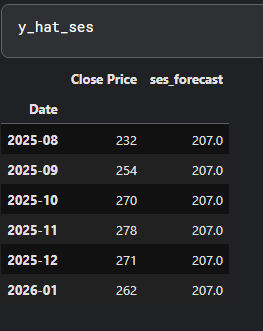 y_hat_ses
Close Price ses_forecast
Date
2025-08 232 207.0
2025-09 254 207.0
2025-10 270 207.0
2025-11 278 207.0
2025-12 271 207.0
2026-01 262 207.0